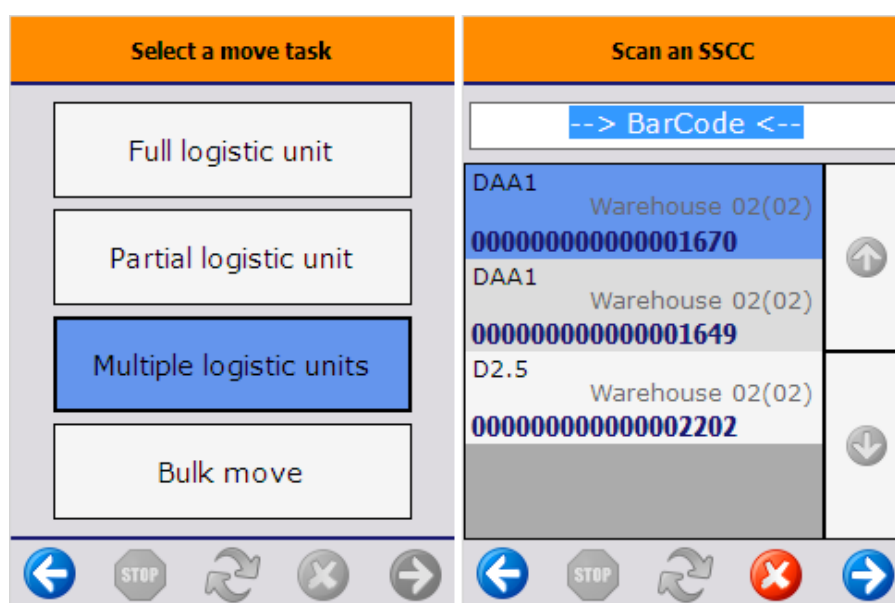 Select a move task
Full logistic unit
Partial logistic unit
Multiple logistic units
Bulk move
STOP
Scan an SSCC
--> BarCode <--
DAA1
Warehouse 02(02)
000000000000001670
DAA1
Warehouse 02(02)
000000000000001649
D2.5
Warehouse 02(02)
000000000000002202
STOP